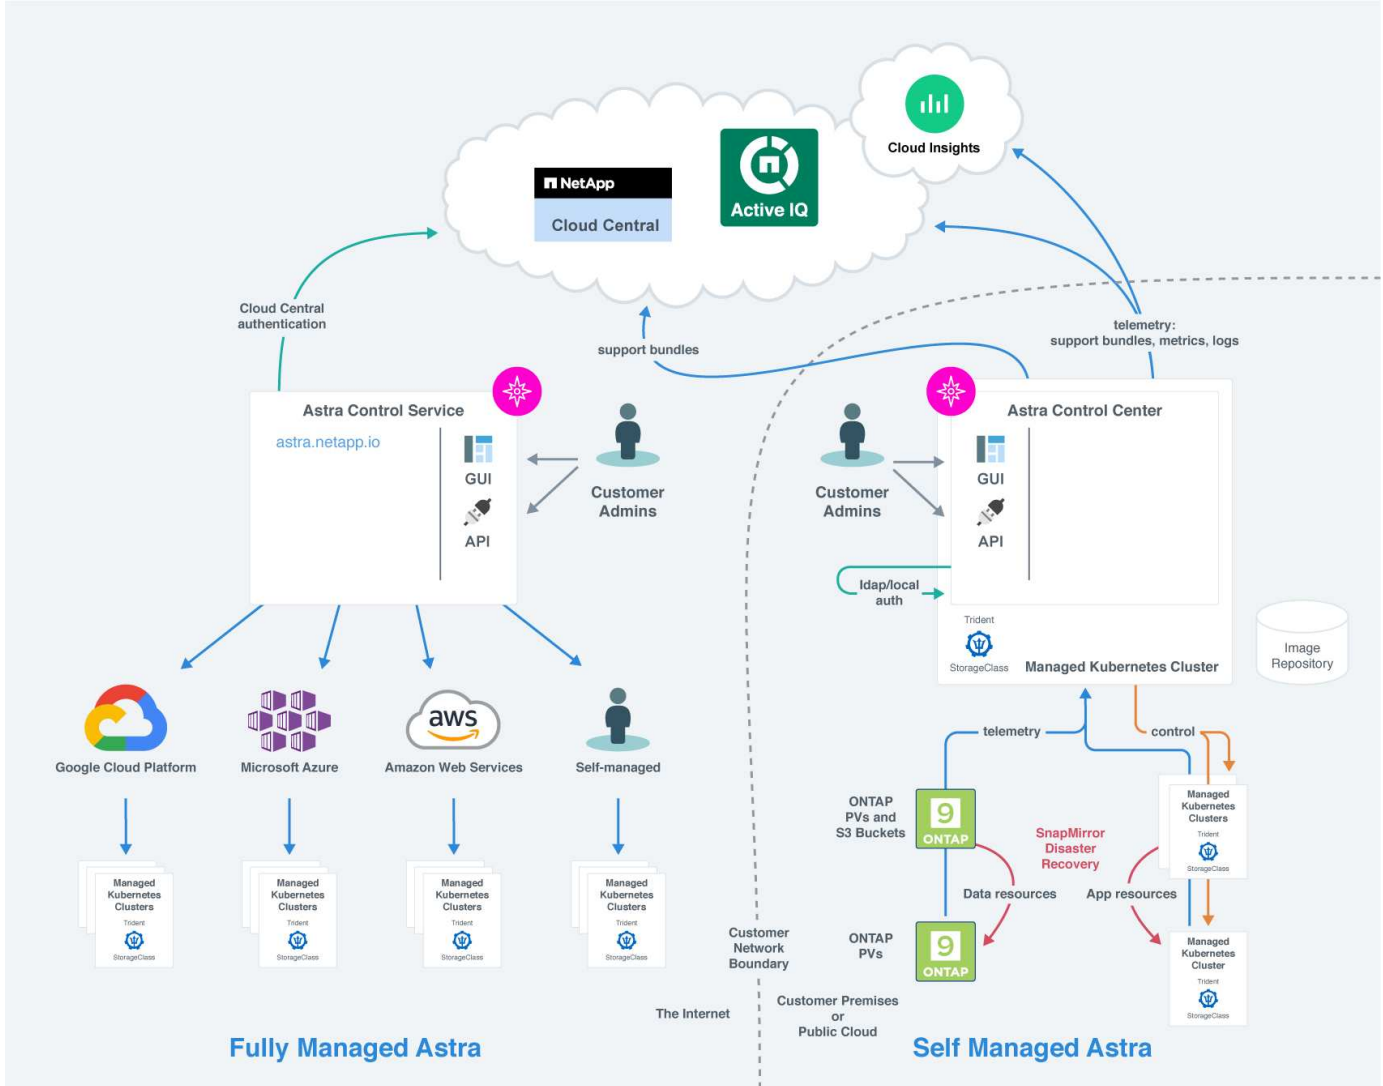 Cloud Insights
NetApp
Cloud Central
Active IQ
Cloud Central
authentication
support bundles
telemetry:
support bundles, metrics, logs
Astra Control Service
astra.netapp.io
GUI
API
Customer
Admins
Customer
Admins
Astra Control Center
GUI
API
ldap/local
auth
Trident
StorageClass
Managed Kubernetes Cluster
Image
Repository
Google Cloud Platform
Microsoft Azure
aws
Amazon Web Services
Self-managed
Managed
Kubernetes
Clusters
Trident
StorageClass
Managed
Kubernetes
Clusters
Trident
StorageClass
Managed
Kubernetes
Clusters
Trident
StorageClass
Managed
Kubernetes
Clusters
Trident
StorageClass
telemetry
control
ONTAP
PVs and
S3 Buckets
9
ONTAP
SnapMirror
Disaster
Recovery
Managed
Kubernetes
Clusters
Trident
StorageClass
Data resources
App resources
ONTAP
PVs
9
ONTAP
Managed
Kubernetes
Cluster
Trident
StorageClass
Customer
Network
Boundary
The Internet
Customer Premises
or
Public Cloud
Fully Managed Astra
Self Managed Astra